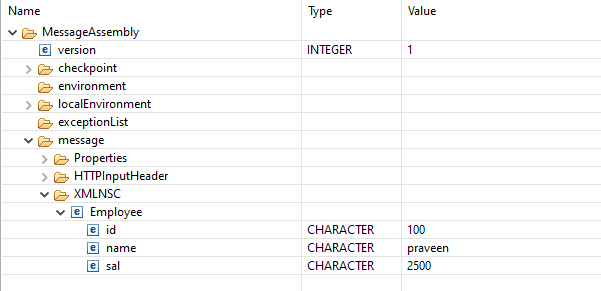 Name Type Value
MessageAssembly
version INTEGER 1
checkpoint
environment
localEnvironment
exceptionList
message
Properties
HTTPInputHeader
XMLNSC
Employee
id CHARACTER 100
name CHARACTER praveen
sal CHARACTER 2500